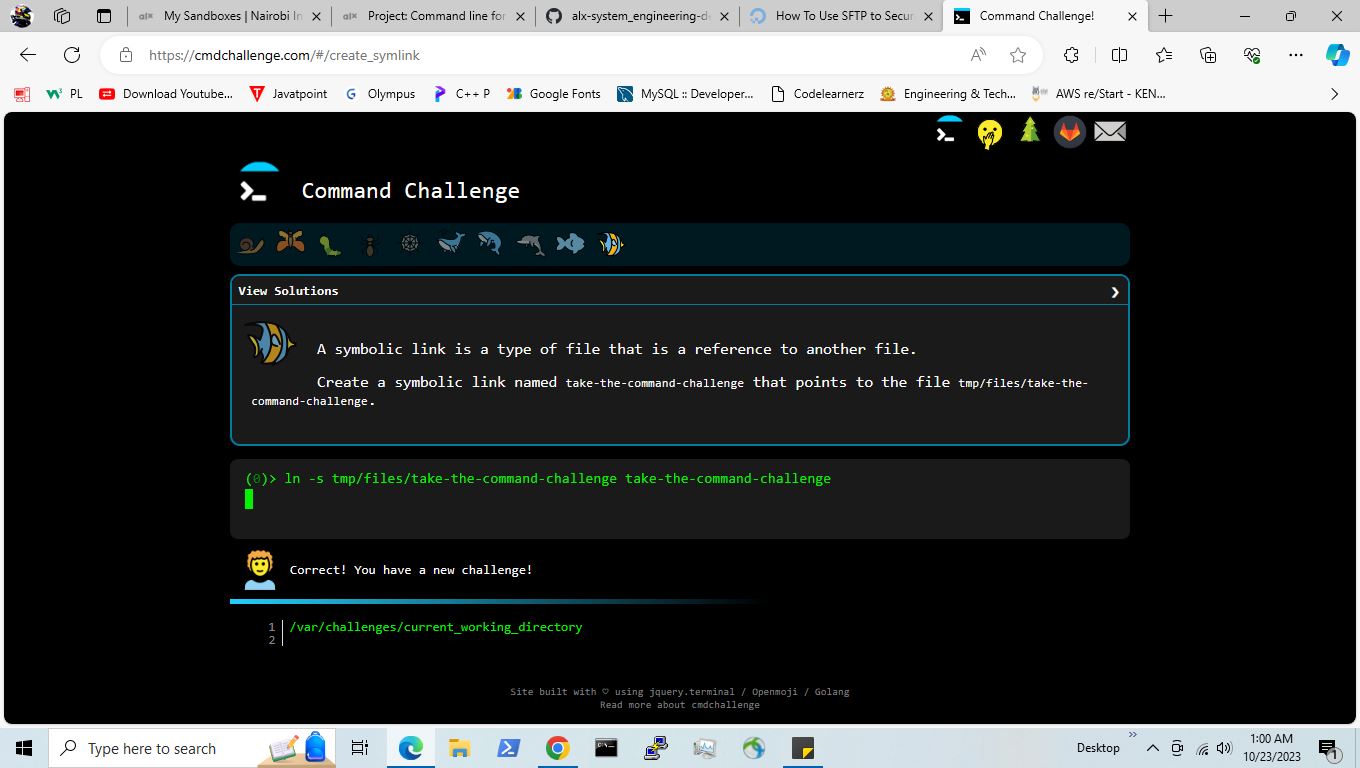 My Sandboxes | Nairobi In
Project: Command line for
alx-system_engineering-de
How To Use SFTP to Secur
Command Challenge!
https://cmdchallenge.com/#/create_symlink
PL
Download Youtube...
Javatpoint
Olympus
C++ P
Google Fonts
MySQL :: Developer...
Codelearnerz
Engineering & Tech...
AWS re/Start - KEN...
Command Challenge
View Solutions
A symbolic link is a type of file that is a reference to another file.
Create a symbolic link named take-the-command-challenge that points to the file tmp/files/take-the-
command-challenge.
(0)> ln -s tmp/files/take-the-command-challenge take-the-command-challenge
Correct! You have a new challenge!
1 /var/challenges/current_working_directory
2
Site built with ♡ using jquery.terminal / Openmoji / Golang
Read more about cmdchallenge
Type here to search
Desktop
1:00 AM
10/23/2023
1